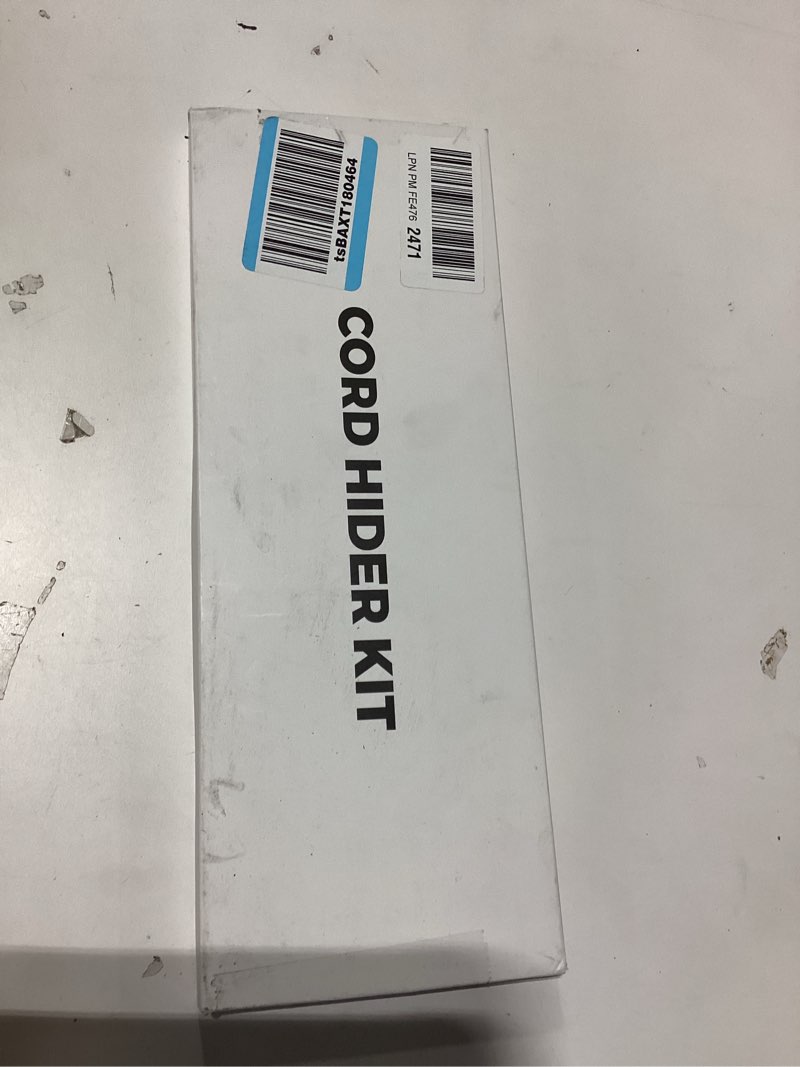 tsBAXT180464
LPN PM FE476 2471
CORD HIDER KIT